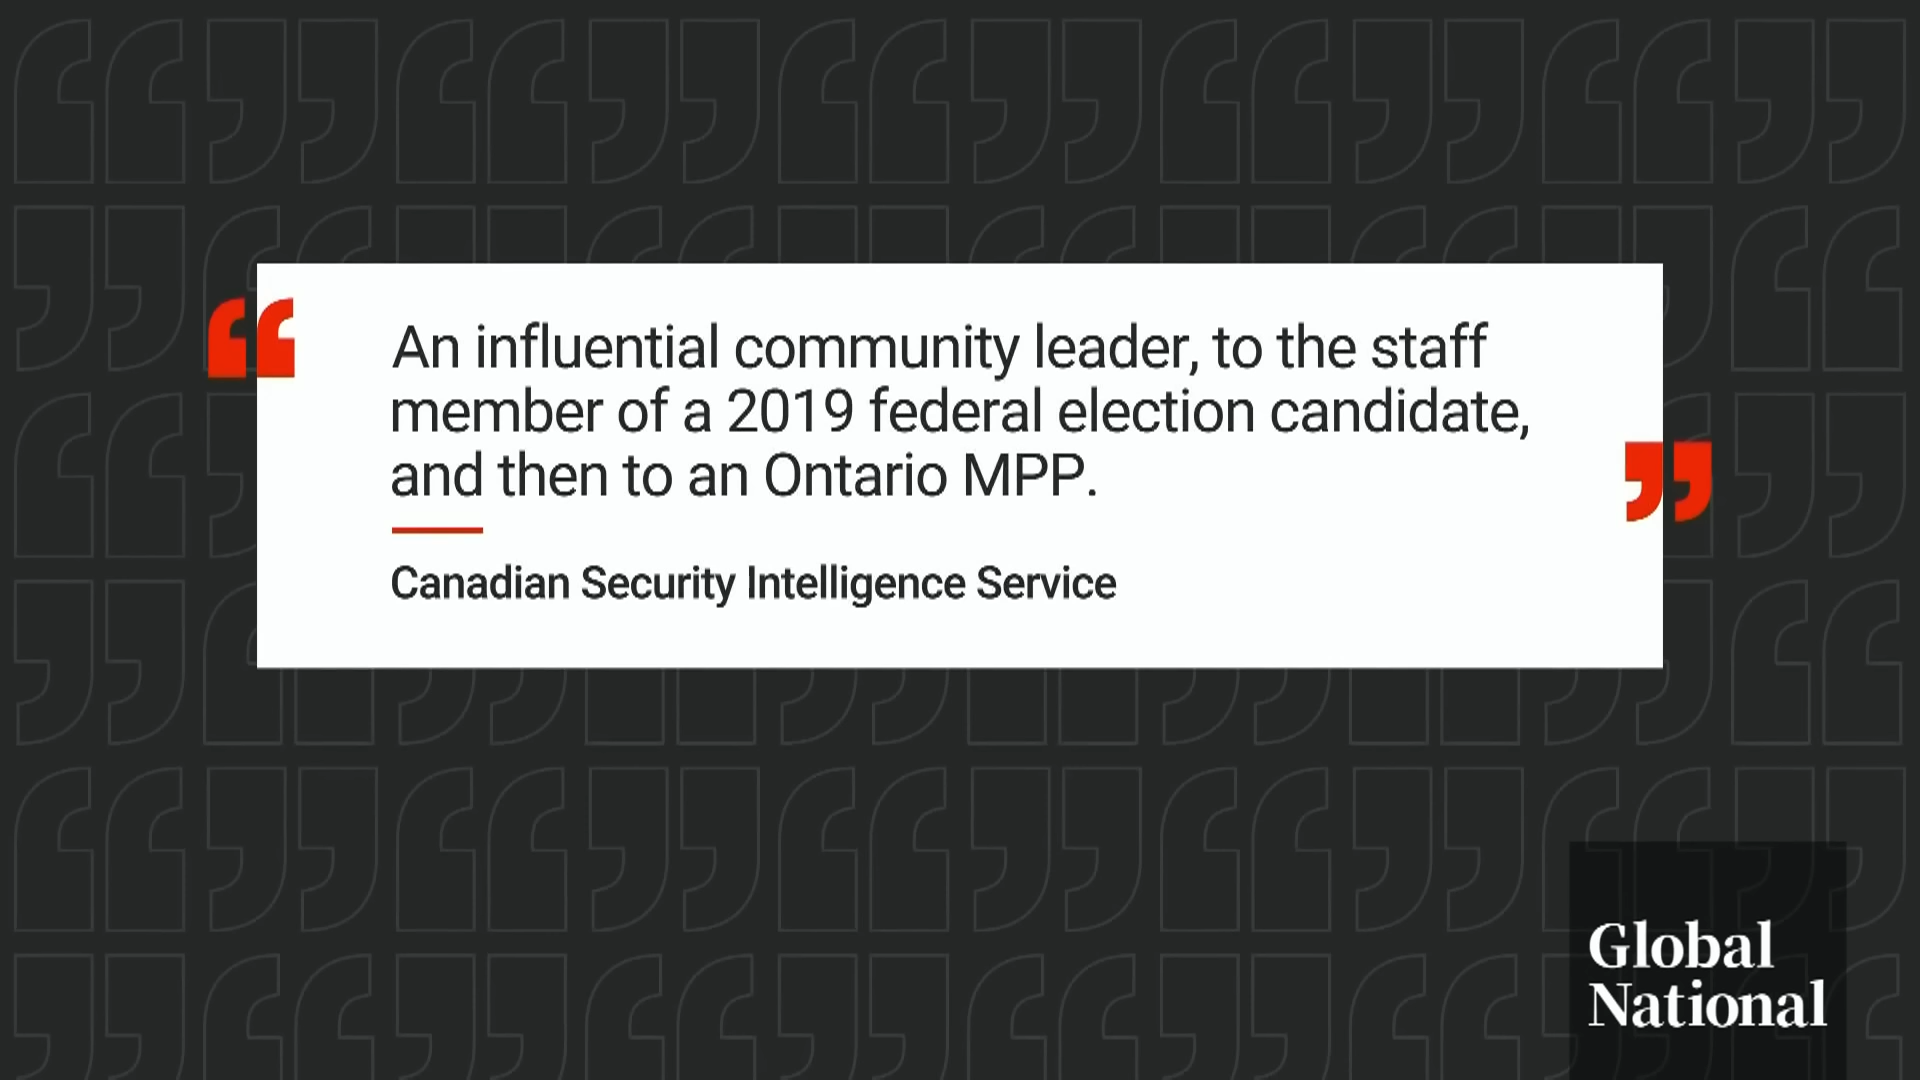 An influential community leader, to the staff
member of a 2019 federal election candidate,
and then to an Ontario MPP.
Canadian Security Intelligence Service
Global
National